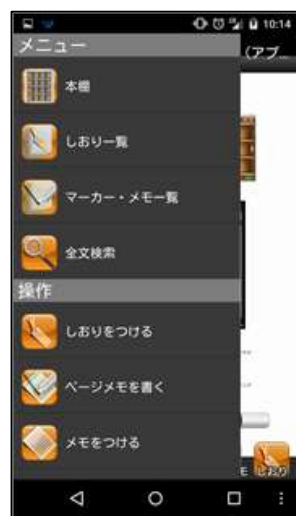 10:14
メニュー
(アプ...
本棚
しおり一覧
マーカー・メモ一覧
全文検索
操作
しおりをつける
ページメモを書く
メモをつける
モ しおり